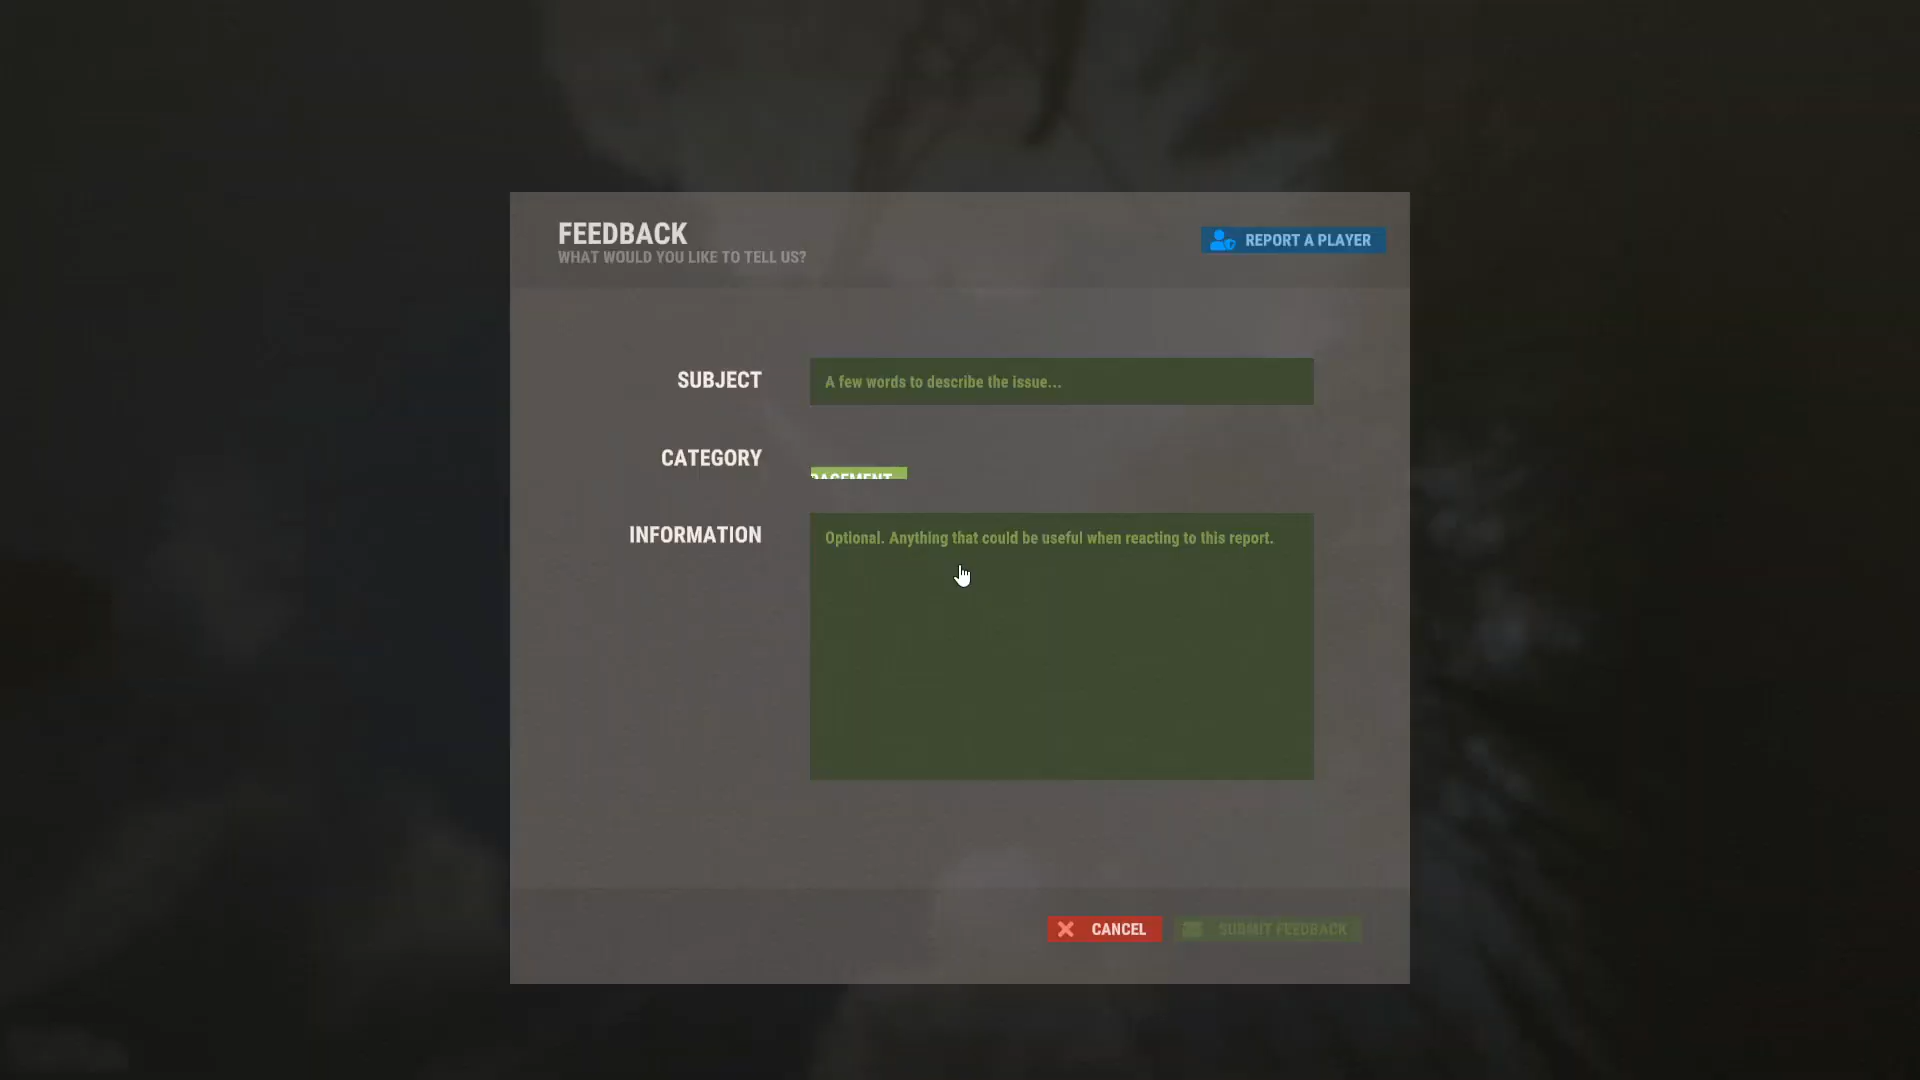 FEEDBACK
WHAT WOULD YOU LIKE TO TELL US?
REPORT A PLAYER
SUBJECT
A few words to describe the issue...
CATEGORY
INFORMATION
Optional. Anything that could be useful when reacting to this report.
CANCEL
SUBMIT FEEDBACK